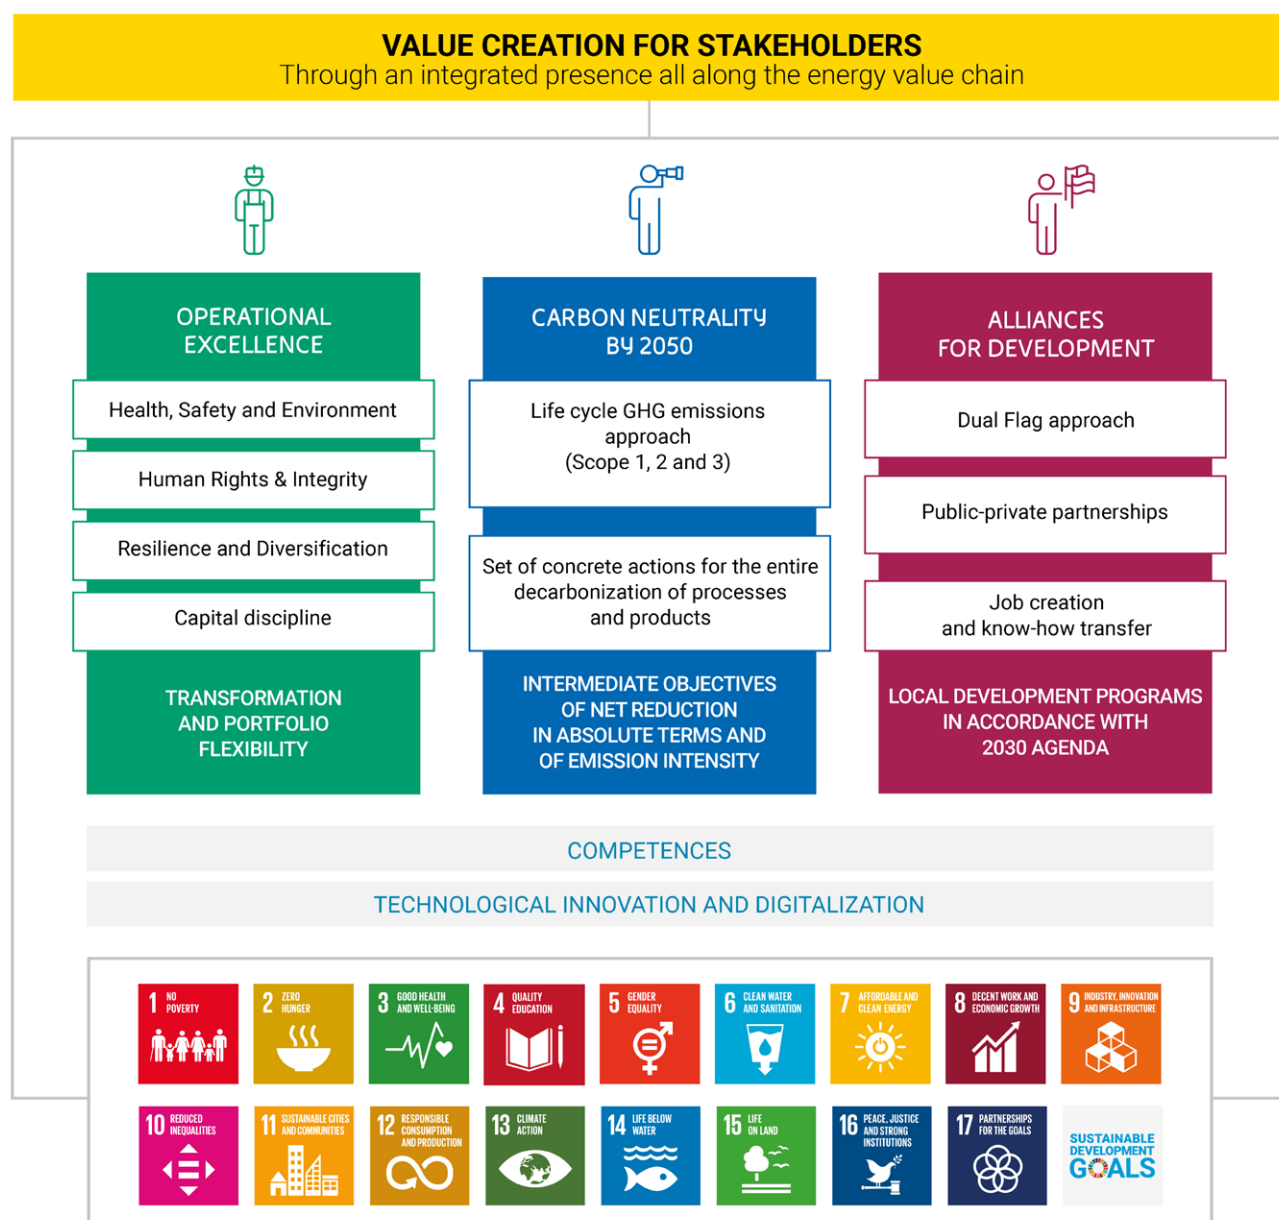 VALUE CREATION FOR STAKEHOLDERS
Through an integrated presence all along the energy value chain
OPERATIONAL
EXCELLENCE
Health, Safety and Environment
Human Rights & Integrity
Resilience and Diversification
Capital discipline
TRANSFORMATION
AND PORTFOLIO
FLEXIBILITY
CARBON NEUTRALITY
BY 2050
Life cycle GHG emissions
approach
(Scope 1, 2 and 3)
Set of concrete actions for the entire
decarbonization of processes
and products
INTERMEDIATE OBJECTIVES
OF NET REDUCTION
IN ABSOLUTE TERMS AND
OF EMISSION INTENSITY
ALLIANCES
FOR DEVELOPMENT
Dual Flag approach
Public-private partnerships
Job creation
and know-how transfer
LOCAL DEVELOPMENT PROGRAMS
IN ACCORDANCE WITH
2030 AGENDA
COMPETENCES
TECHNOLOGICAL INNOVATION AND DIGITALIZATION
1 NO
POVERTY
2 ZERO
HUNGER
3 GOOD HEALTH
AND WELL-BEING
4 QUALITY
EDUCATION
5 GENDER
EQUALITY
6 CLEAN WATER
AND SANITATION
7 AFFORDABLE AND
CLEAN ENERGY
8 DECENT WORK AND
ECONOMIC GROWTH
9 INDUSTRY, INNOVATION
AND INFRASTRUCTURE
10 REDUCED
INEQUALITIES
11 SUSTAINABLE CITIES
AND COMMUNITIES
12 RESPONSIBLE
CONSUMPTION
AND PRODUCTION
13 CLIMATE
ACTION
14 LIFE BELOW
WATER
15 LIFE
ON LAND
16 PEACE, JUSTICE
AND STRONG
INSTITUTIONS
17 PARTNERSHIPS
FOR THE GOALS
SUSTAINABLE
DEVELOPMENT
GOALS